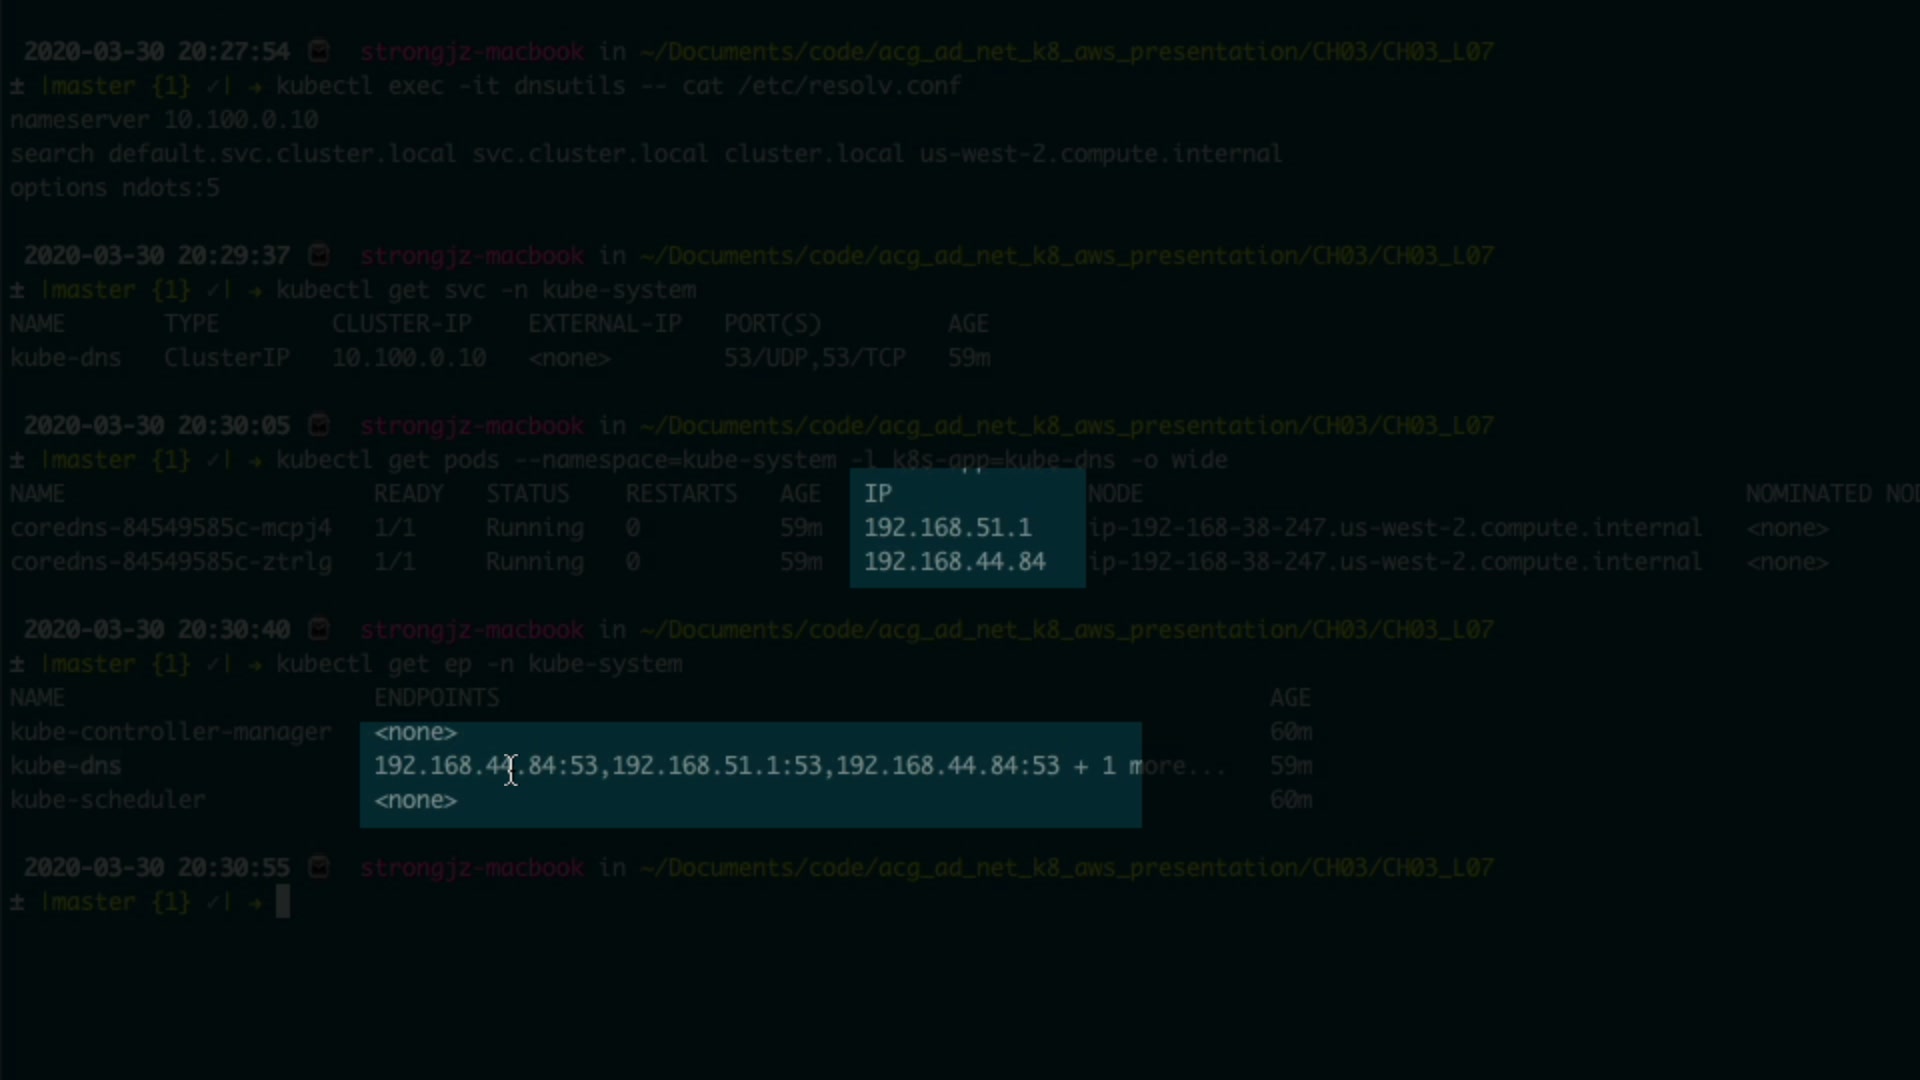 2020-03-30 20:27:54 strongjz-macbook in ~/Documents/code/acg_ad_net_k8_aws_presentation/CH03/CH03_L07
± |master {1} ✓| → kubectl exec -it dnsutils -- cat /etc/resolv.conf
nameserver 10.100.0.10
search default.svc.cluster.local svc.cluster.local cluster.local us-west-2.compute.internal
options ndots:5
2020-03-30 20:29:37 strongjz-macbook in ~/Documents/code/acg_ad_net_k8_aws_presentation/CH03/CH03_L07
± |master {1} ✓| → kubectl get svc -n kube-system
NAME TYPE CLUSTER-IP EXTERNAL-IP PORT(S) AGE
kube-dns ClusterIP 10.100.0.10 <none> 53/UDP,53/TCP 59m
2020-03-30 20:30:05 strongjz-macbook in ~/Documents/code/acg_ad_net_k8_aws_presentation/CH03/CH03_L07
± |master {1} ✓| → kubectl get pods --namespace=kube-system -l k8s-app=kube-dns -o wide
NAME READY STATUS RESTARTS AGE IP NODE NOMINATED NOD
coredns-84549585c-mcpj4 1/1 Running 0 59m 192.168.51.1 ip-192-168-38-247.us-west-2.compute.internal <none>
coredns-84549585c-ztrlg 1/1 Running 0 59m 192.168.44.84 ip-192-168-38-247.us-west-2.compute.internal <none>
2020-03-30 20:30:40 strongjz-macbook in ~/Documents/code/acg_ad_net_k8_aws_presentation/CH03/CH03_L07
± |master {1} ✓| → kubectl get ep -n kube-system
NAME ENDPOINTS AGE
kube-controller-manager <none> 60m
kube-dns 192.168.44.84:53,192.168.51.1:53,192.168.44.84:53 + 1 more... 59m
kube-scheduler <none> 60m
2020-03-30 20:30:55 strongjz-macbook in ~/Documents/code/acg_ad_net_k8_aws_presentation/CH03/CH03_L07
± |master {1} ✓| →